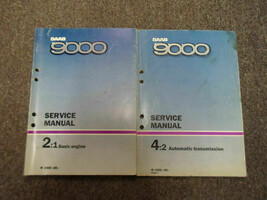 SAAB
9000
SERVICE
MANUAL
2:1 Basic engine
SAAB
9000
SERVICE
MANUAL
4:2 Automatic transmission